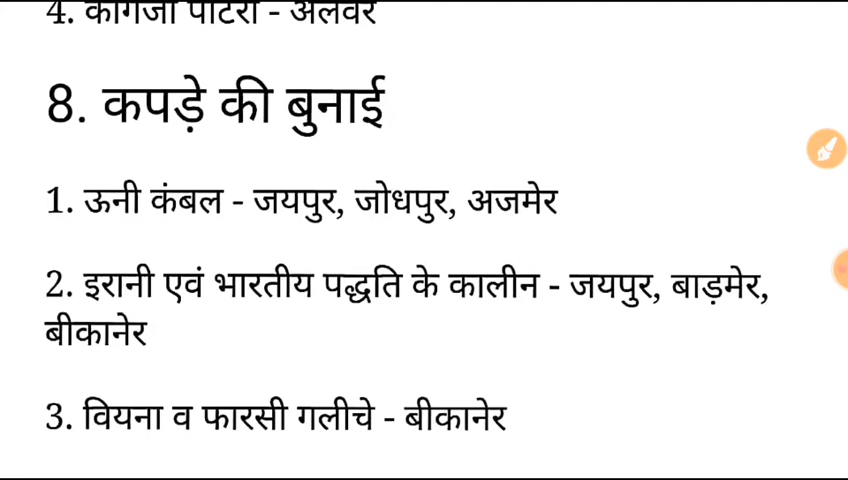 4. कागजी पॉटरी - अलवर
8. कपड़े की बुनाई
1. ऊनी कंबल - जयपुर, जोधपुर, अजमेर
2. इरानी एवं भारतीय पद्धति के कालीन - जयपुर, बाड़मेर,
बीकानेर
3. वियना व फारसी गलीचे - बीकानेर